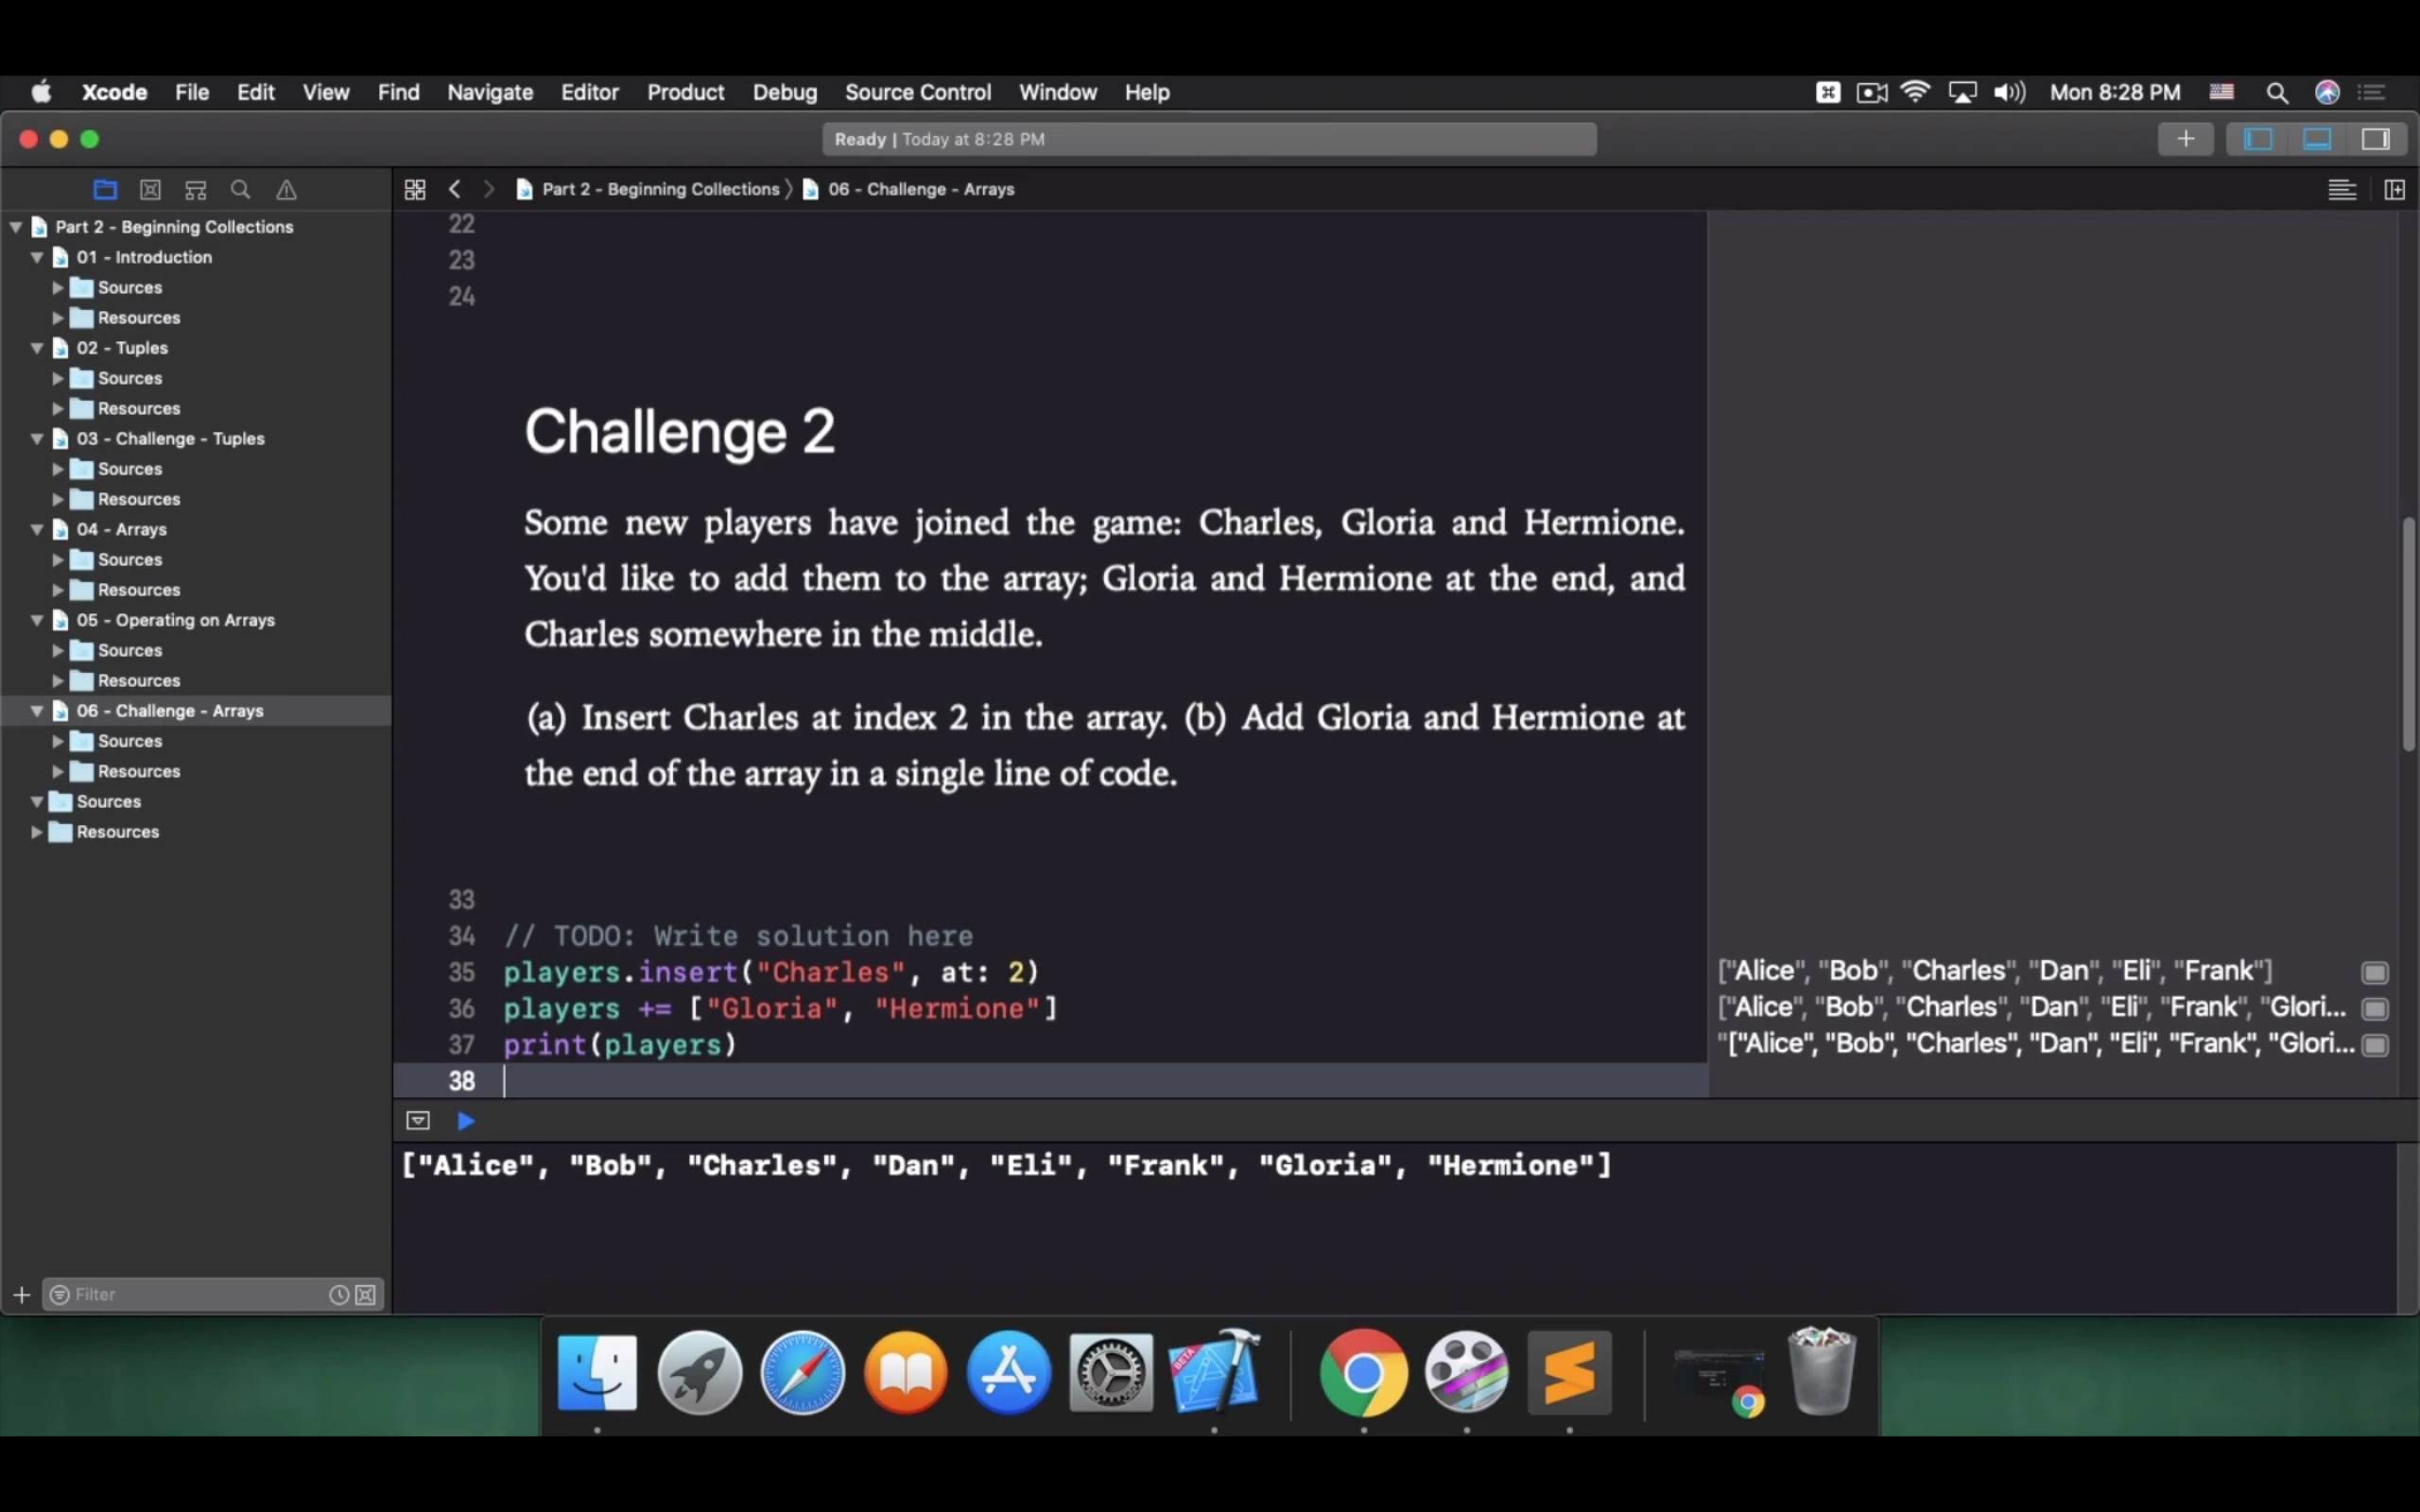 Xcode File Edit View Find Navigate Editor Product Debug Source Control Window Help Mon 8:28 PM
Ready | Today at 8:28 PM
Part 2 - Beginning Collections 06 - Challenge - Arrays
Part 2 - Beginning Collections
01 - Introduction
Sources
Resources
02 - Tuples
Sources
Resources
03 - Challenge - Tuples
Sources
Resources
04 - Arrays
Sources
Resources
05 - Operating on Arrays
Sources
Resources
06 - Challenge - Arrays
Sources
Resources
Sources
Resources
Filter
22
23
24
Challenge 2
Some new players have joined the game: Charles, Gloria and Hermione.
You'd like to add them to the array; Gloria and Hermione at the end, and
Charles somewhere in the middle.
(a) Insert Charles at index 2 in the array. (b) Add Gloria and Hermione at
the end of the array in a single line of code.
33
34 // TODO: Write solution here
35 players.insert("Charles", at: 2)
36 players += ["Gloria", "Hermione"]
37 print(players)
38
["Alice", "Bob", "Charles", "Dan", "Eli", "Frank"]
["Alice", "Bob", "Charles", "Dan", "Eli", "Frank", "Glori...
"["Alice", "Bob", "Charles", "Dan", "Eli", "Frank", "Glori...
["Alice", "Bob", "Charles", "Dan", "Eli", "Frank", "Gloria", "Hermione"]
BETA